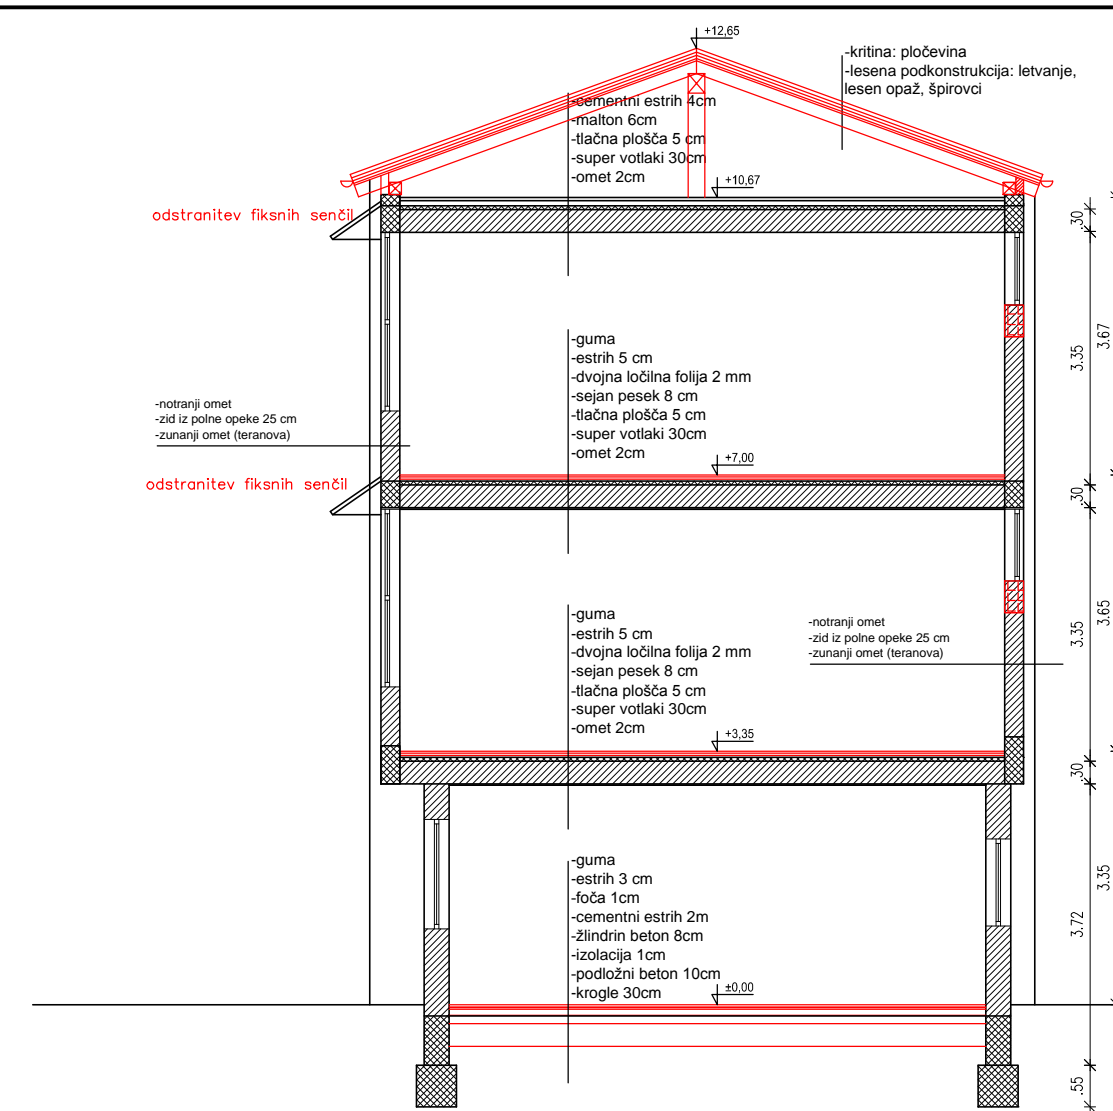 +12,65
-kritina: pločevina
-lesena podkonstrukcija: letvanje,
lesen opaž, špirovci
-cementni estrih 4cm
-malton 6cm
-tlačna plošča 5 cm
-super votlaki 30cm
-omet 2cm
+10,67
odstranitev fiksnih senčil
.30
-guma
-estrih 5 cm
-dvojna ločilna folija 2 mm
-sejan pesek 8 cm
-tlačna plošča 5 cm
-super votlaki 30cm
-omet 2cm
3.35
3.67
-notranji omet
-zid iz polne opeke 25 cm
-zunanji omet (teranova)
+7,00
odstranitev fiksnih senčil
.30
-guma
-estrih 5 cm
-dvojna ločilna folija 2 mm
-sejan pesek 8 cm
-tlačna plošča 5 cm
-super votlaki 30cm
-omet 2cm
-notranji omet
-zid iz polne opeke 25 cm
-zunanji omet (teranova)
3.35
3.65
+3,35
.30
-guma
-estrih 3 cm
-foča 1cm
-cementni estrih 2m
-žlindrin beton 8cm
-izolacija 1cm
-podložni beton 10cm
-krogle 30cm
±0,00
3.72
3.35
.55